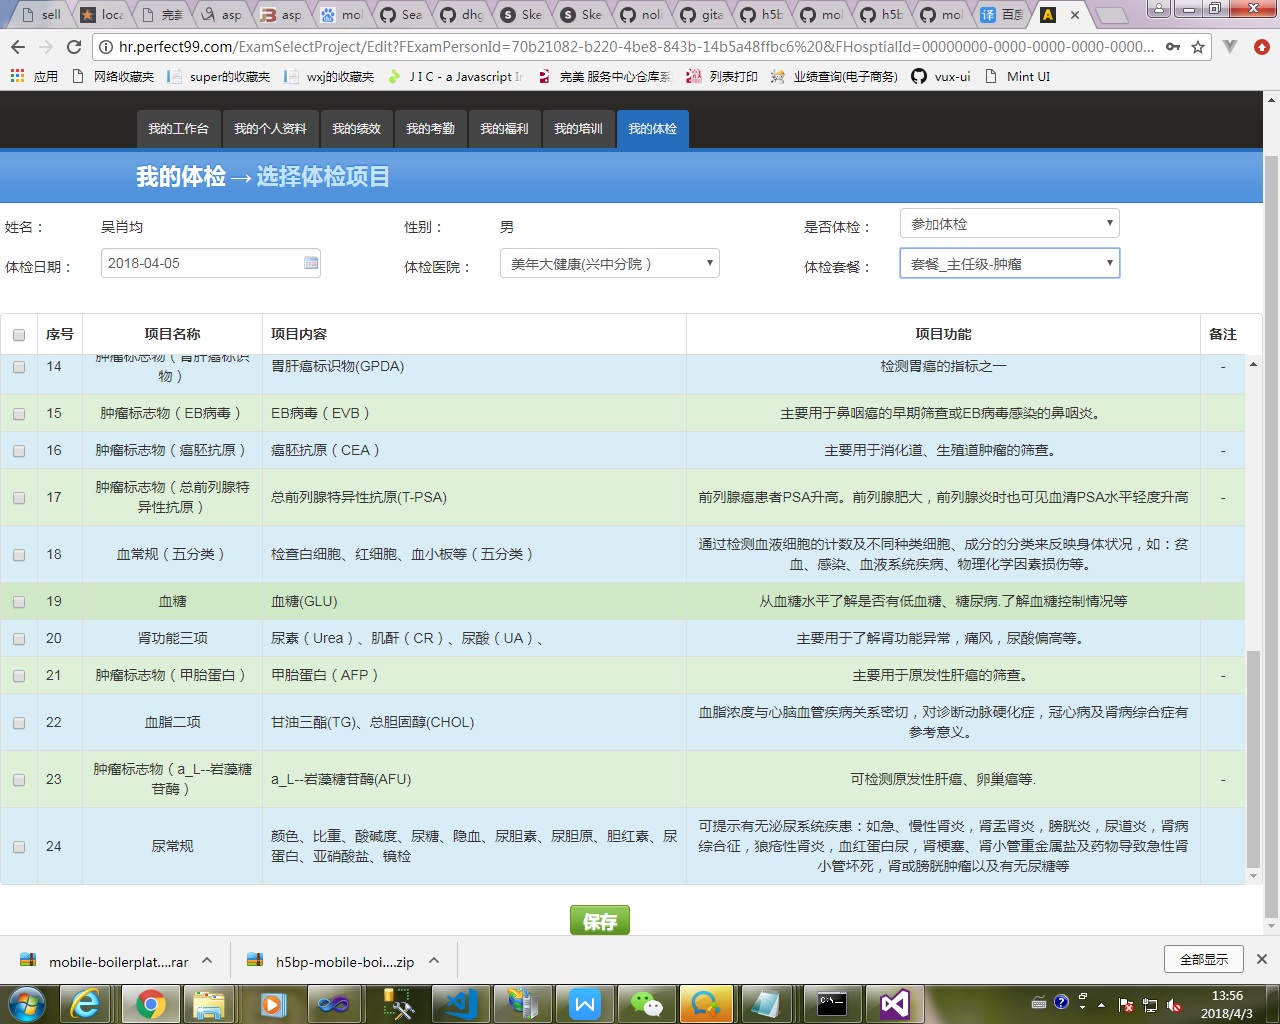 sell
loca
完美
asp
asp
mol
Sea
dhg
Ske
Ske
noli
gita
h5b
mol
h5b
mol
百度
hr.perfect99.com/ExamSelectProject/Edit?FExamPersonId=70b21082-b220-4be8-843b-14b5a48ffbc6%20&FHosptialId=00000000-0000-0000-0000-0000...
应用 网络收藏夹 super的收藏夹 wxj的收藏夹 J I C - a Javascript I 完美 服务中心仓库系 列表打印 业绩查询(电子商务) vux-ui Mint UI
我的工作台 我的个人资料 我的绩效 我的考勤 我的福利 我的培训 我的体检
我的体检→选择体检项目
姓名： 吴肖均 性别： 男 是否体检： 参加体检
体检日期： 2018-04-05 体检医院： 美年大健康(兴中分院 ) 体检套餐： 套餐_主任级-肿瘤
序号 项目名称 项目内容 项目功能 备注
14 肿瘤标志物（胃肝癌标识物） 胃肝癌标识物(GPDA) 检测胃癌的指标之一 -
15 肿瘤标志物（EB病毒） EB病毒（EVB） 主要用于鼻咽癌的早期筛查或EB病毒感染的鼻咽炎。
16 肿瘤标志物（癌胚抗原） 癌胚抗原（CEA） 主要用于消化道、生殖道肿瘤的筛查。 -
17 肿瘤标志物（总前列腺特异性抗原） 总前列腺特异性抗原(T-PSA) 前列腺癌患者PSA升高。前列腺肥大，前列腺炎时也可见血清PSA水平轻度升高 -
18 血常规（五分类） 检查白细胞、红细胞、血小板等（五分类） 通过检测血液细胞的计数及不同种类细胞、成分的分类来反映身体状况，如：贫血、感染、血液系统疾病、物理化学因素损伤等。
19 血糖 血糖(GLU) 从血糖水平了解是否有低血糖、糖尿病.了解血糖控制情况等
20 肾功能三项 尿素（Urea）、肌酐（CR）、尿酸（UA）、 主要用于了解肾功能异常，痛风，尿酸偏高等。
21 肿瘤标志物（甲胎蛋白） 甲胎蛋白（AFP） 主要用于原发性肝癌的筛查。 -
22 血脂二项 甘油三酯(TG)、总胆固醇(CHOL) 血脂浓度与心脑血管疾病关系密切，对诊断动脉硬化症，冠心病及肾病综合症有参考意义。
23 肿瘤标志物（a_L--岩藻糖苷酶） a_L--岩藻糖苷酶(AFU) 可检测原发性肝癌、卵巢癌等. -
24 尿常规 颜色、比重、酸碱度、尿糖、隐血、尿胆素、尿胆原、胆红素、尿蛋白、亚硝酸盐、镜检 可提示有无泌尿系统疾患：如急、慢性肾炎，肾盂肾炎，膀胱炎，尿道炎，肾病综合征，狼疮性肾炎，血红蛋白尿，肾梗塞、肾小管重金属盐及药物导致急性肾小管坏死，肾或膀胱肿瘤以及有无尿糖等
保存
mobile-boilerplat....rar h5bp-mobile-boi....zip 全部显示
13:56
2018/4/3